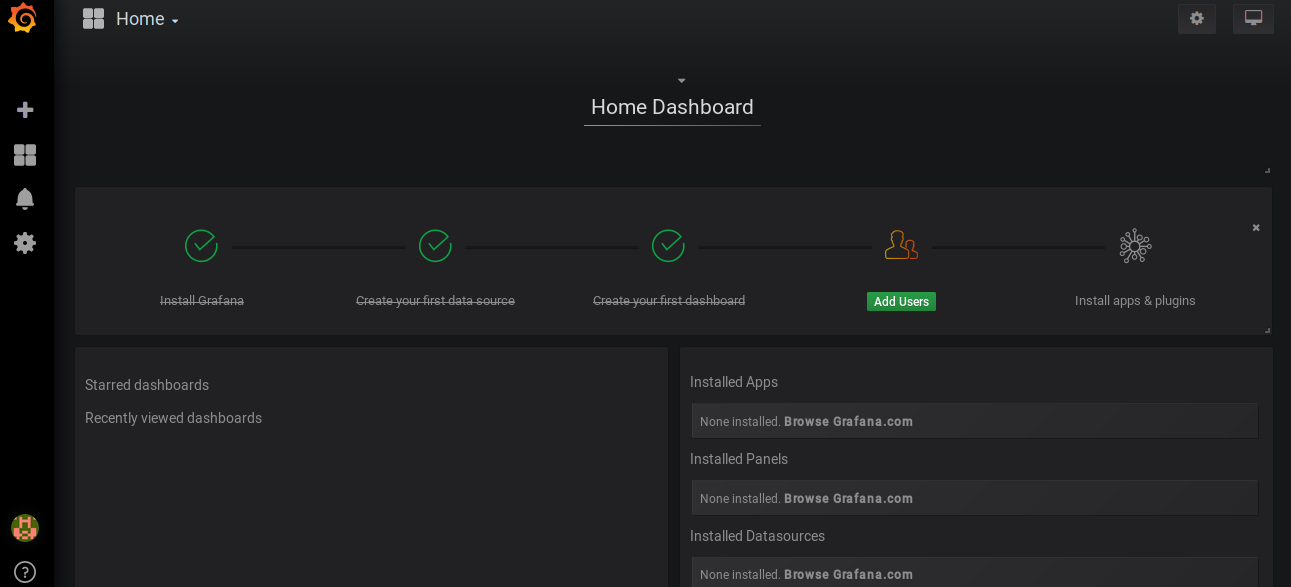 Home
Home Dashboard
Install Grafana
Create your first data source
Create your first dashboard
Add Users
Install apps & plugins
Starred dashboards
Recently viewed dashboards
Installed Apps
None installed. Browse Grafana.com
Installed Panels
None installed. Browse Grafana.com
Installed Datasources
None installed. Browse Grafana.com